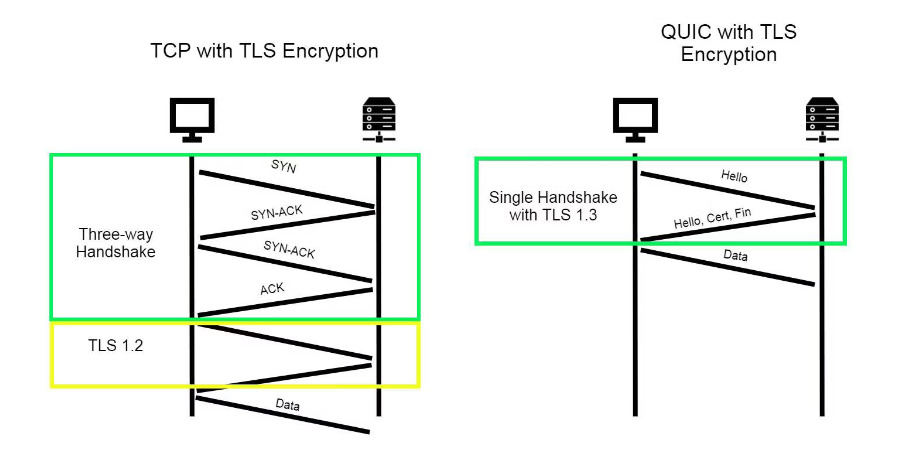 TCP with TLS Encryption
SYN
SYN-ACK
SYN-ACK
ACK
Three-way
Handshake
TLS 1.2
Data
QUIC with TLS
Encryption
Hello
Hello, Cert, Fin
Single Handshake
with TLS 1.3
Data